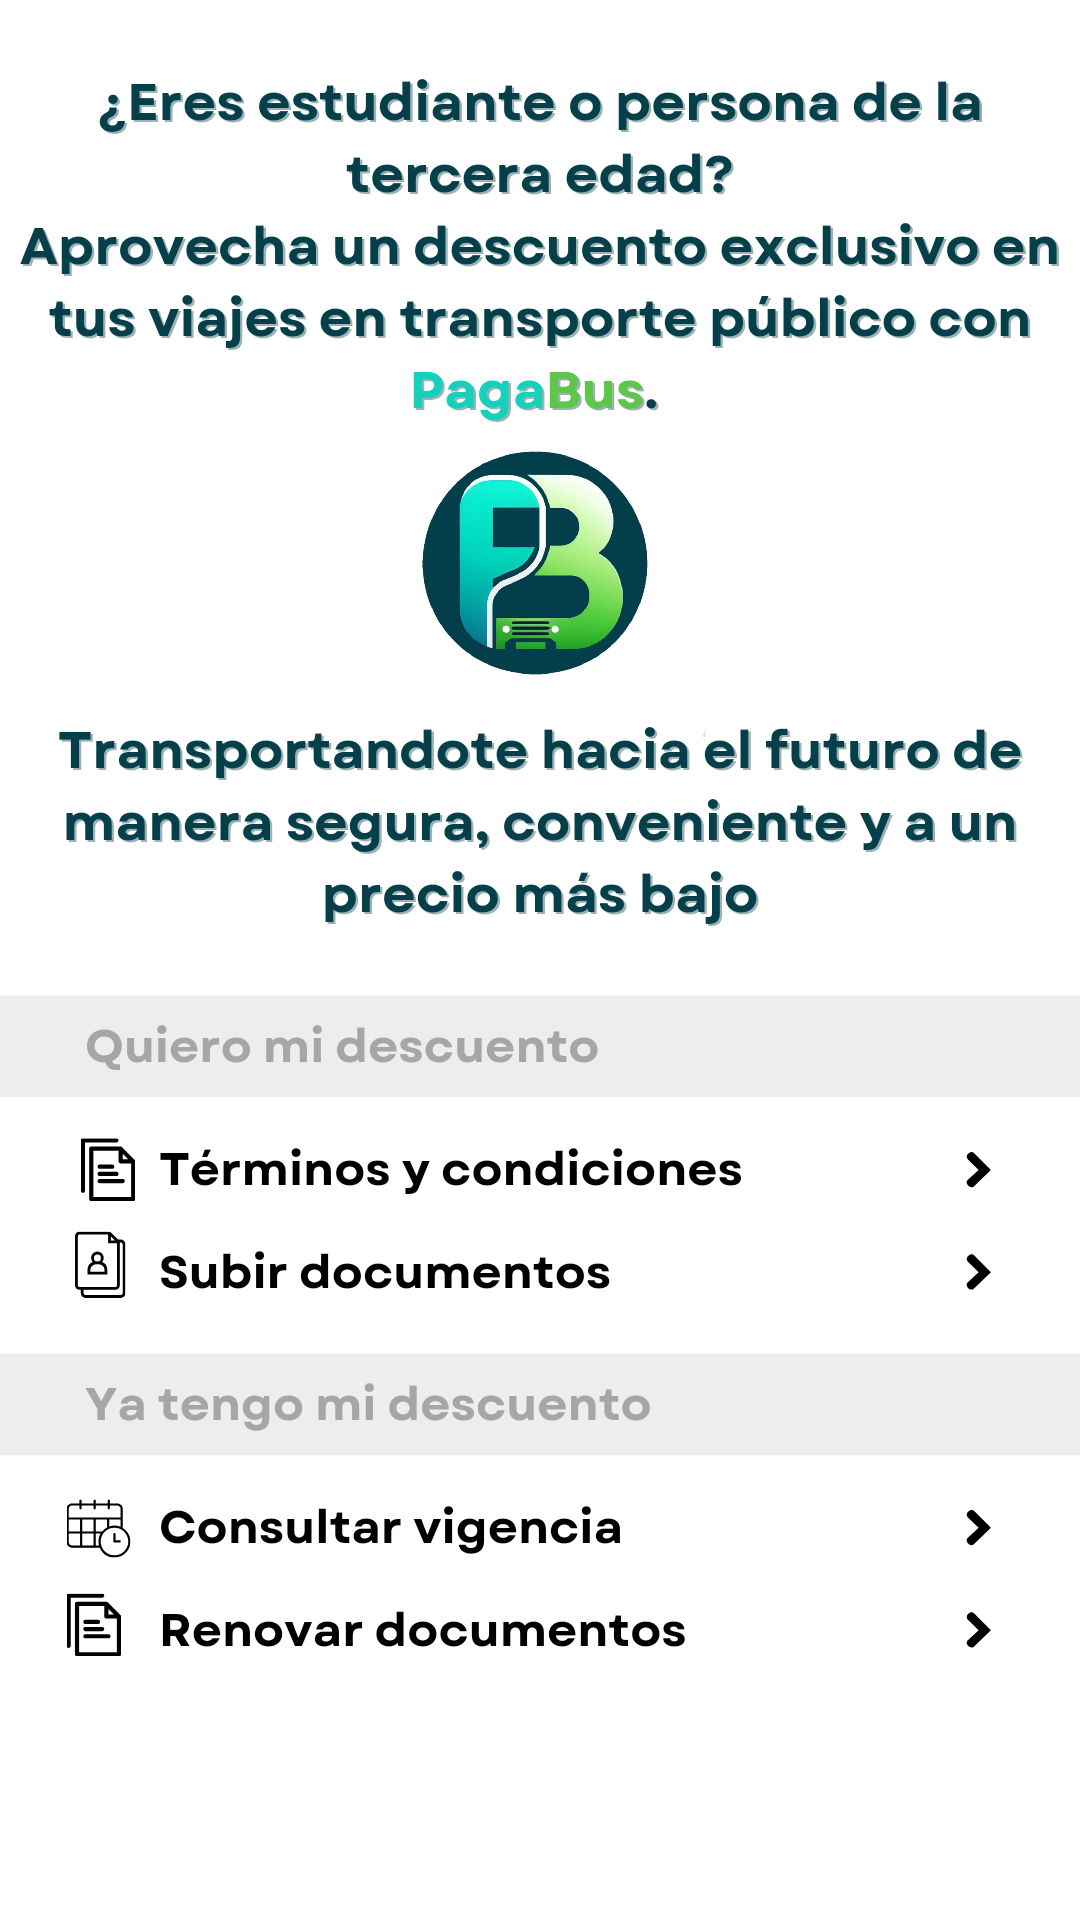 ¿Eres estudiante o persona de la
tercera edad?
Aprovecha un descuento exclusivo en
tus viajes en transporte público con
PagaBus.
Transportandote hacia el futuro de
manera segura, conveniente y a un
precio más bajo
Quiero mi descuento
Términos y condiciones
Subir documentos
Ya tengo mi descuento
Consultar vigencia
Renovar documentos